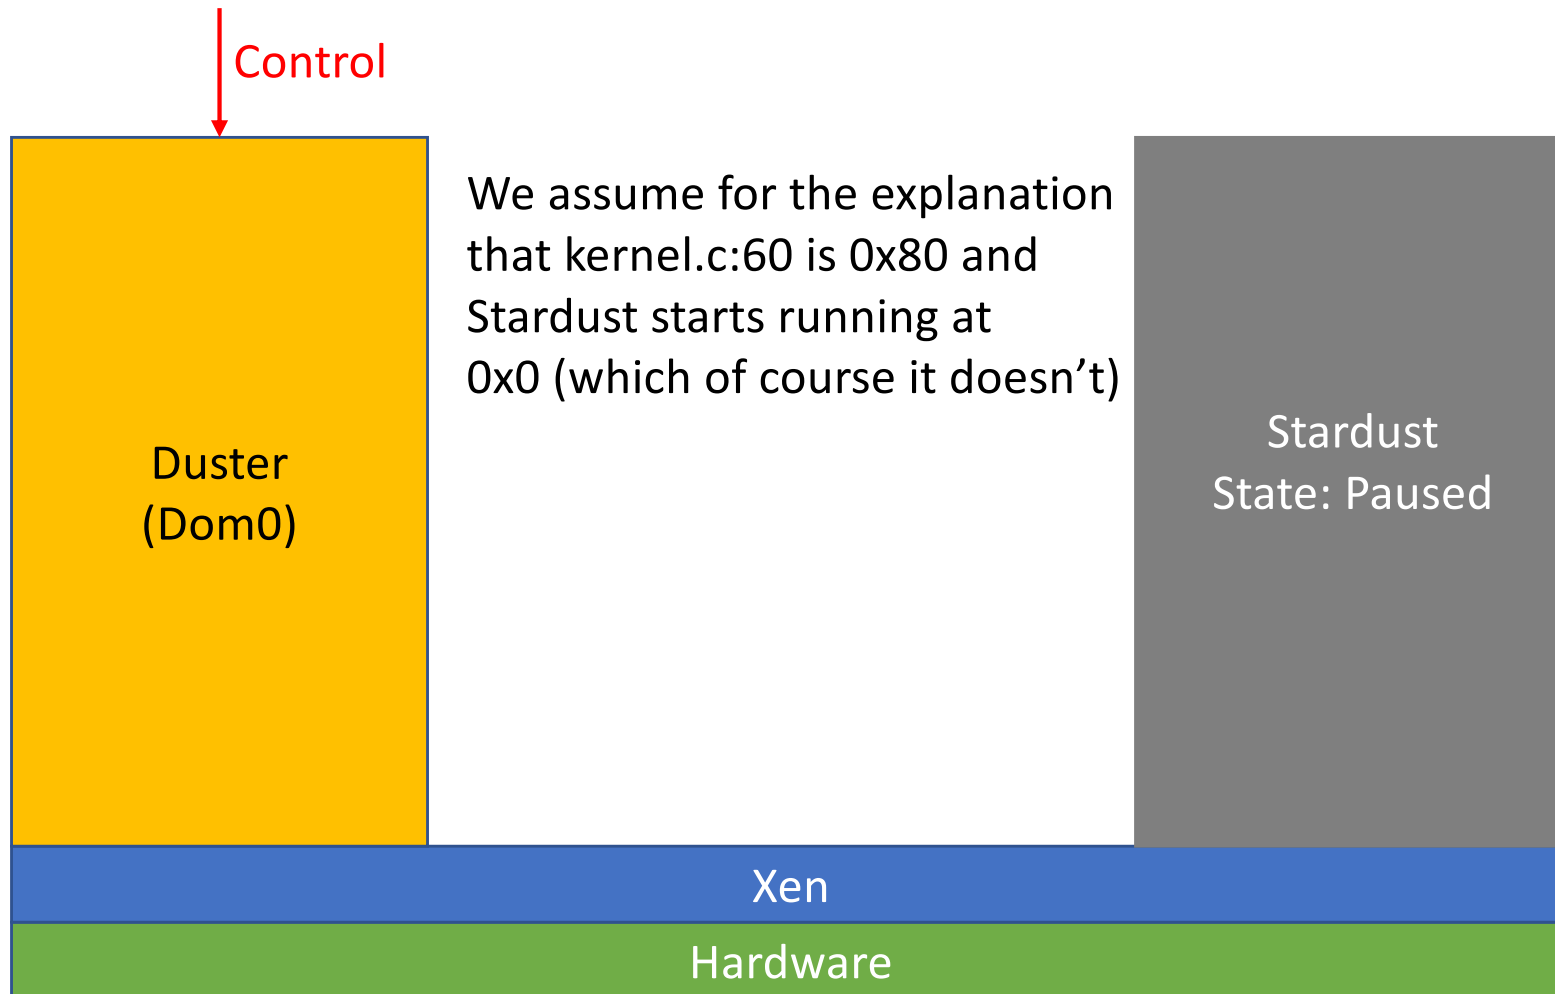 Control
We assume for the explanation
that kernel.c:60 is 0x80 and
Stardust starts running at
0x0 (which of course it doesn’t)
Duster
(Dom0)
Stardust
State: Paused
Xen
Hardware